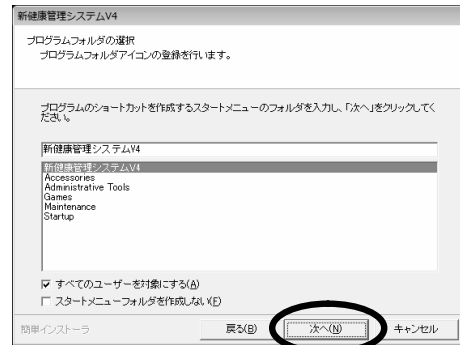 新健康管理システムV4
プログラムフォルダの選択
プログラムフォルダアイコンの登録を行います。
プログラムのショートカットを作成するスタートメニューのフォルダを入力し、「次へ」をクリックしてく
ださい。
新健康管理システムV4
新健康管理システムV4
Accessories
Administrative Tools
Games
Maintenance
Startup
すべてのユーザーを対象にする(A)
スタートメニューフォルダを作成しない(F)
簡単インストーラ
戻る(B)
次へ(N)
キャンセル